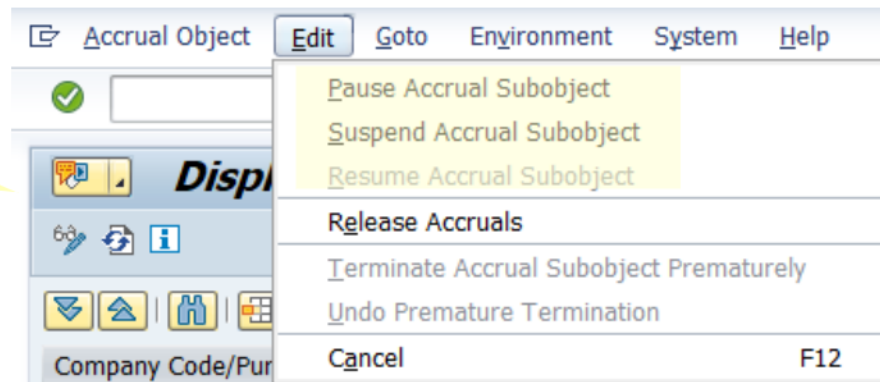 Accrual Object Edit Goto Environment System Help
Pause Accrual Subobject
Suspend Accrual Subobject
Displ
Resume Accrual Subobject
Release Accruals
Terminate Accrual Subobject Prematurely
Undo Premature Termination
Cancel F12
Company Code/Pur